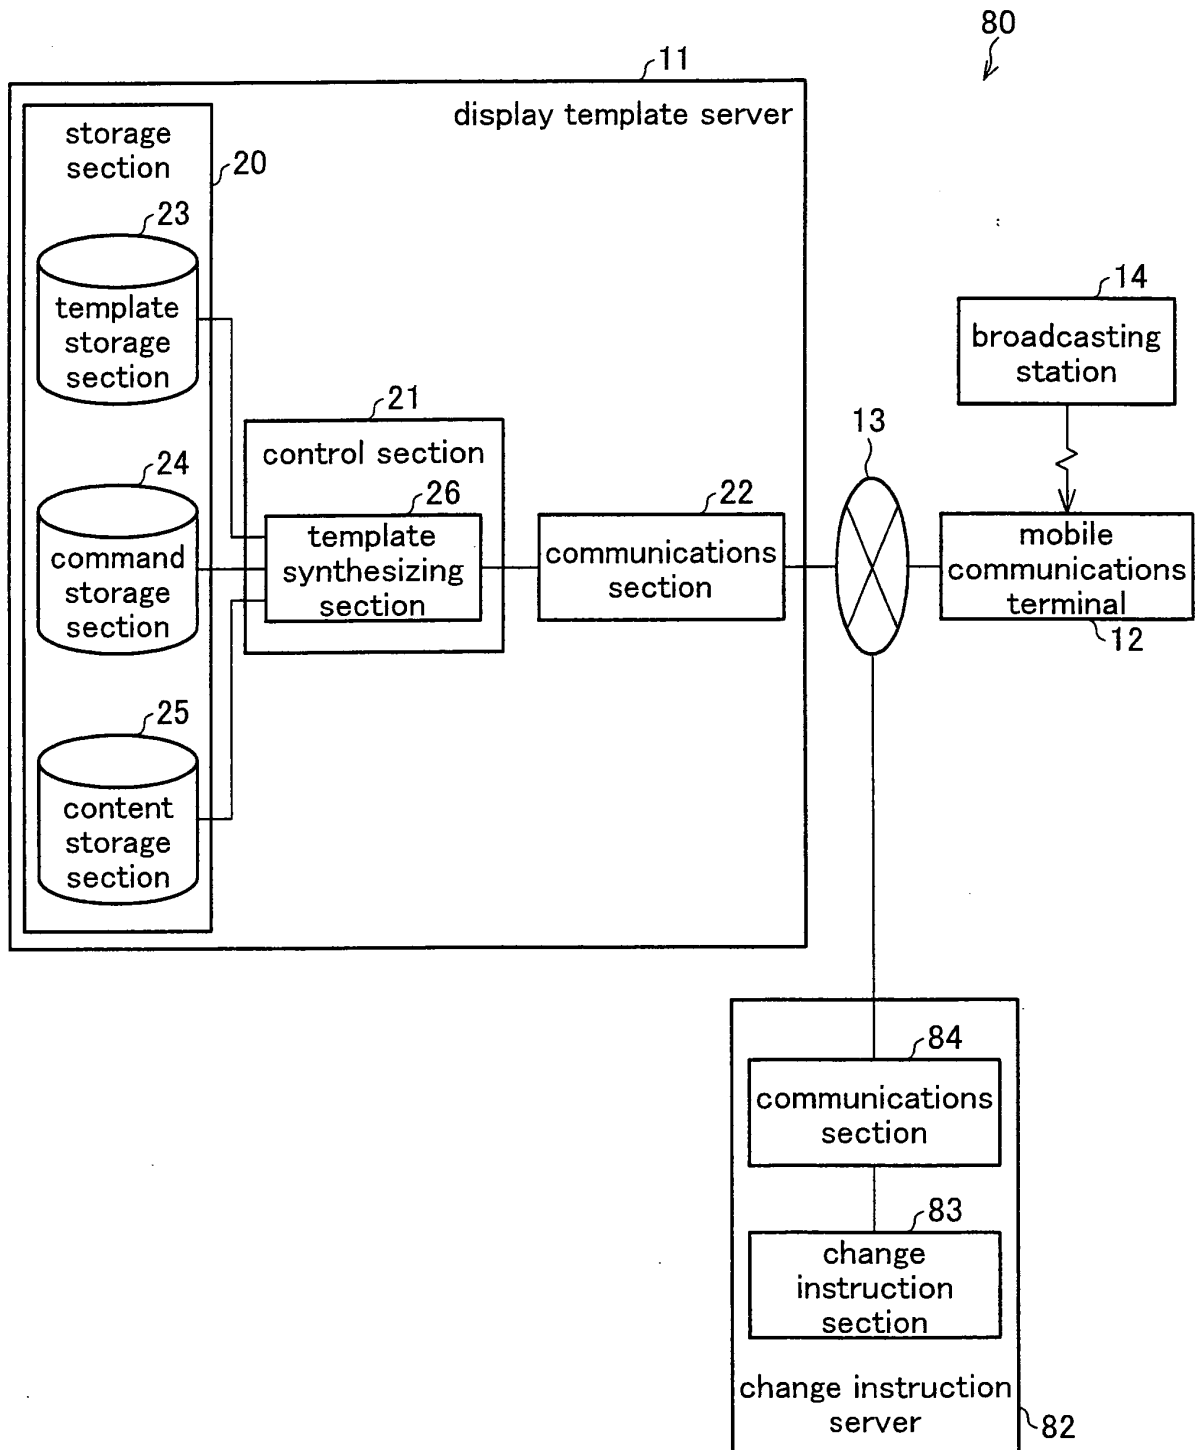 80
11
display template server
storage
section
20
23
template
storage
section
24
command
storage
section
25
content
storage
section
21
control section
26
template
synthesizing
section
22
communications
section
13
14
broadcasting
station
mobile
communications
terminal
12
84
communications
section
83
change
instruction
section
change instruction
server
82